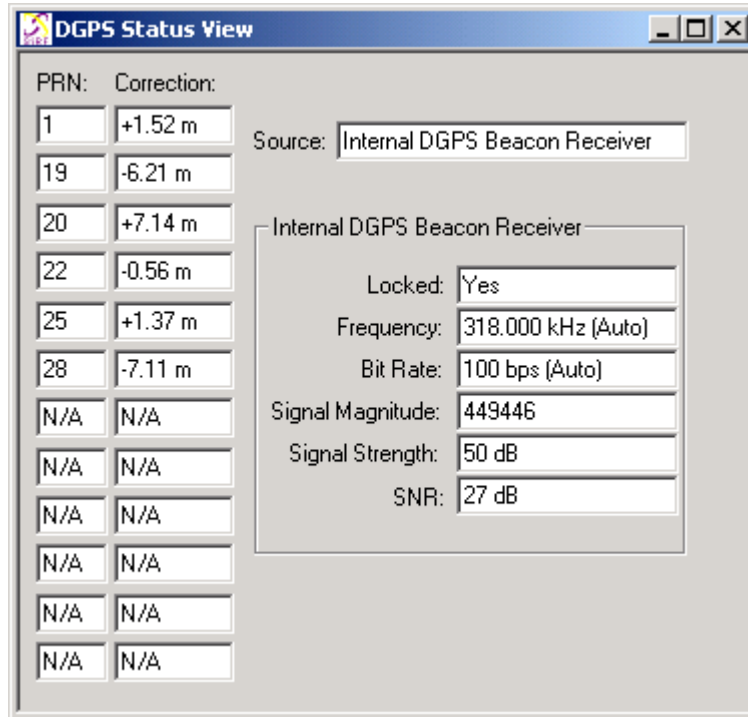 DGPS Status View
PRN: Correction:
1 +1.52 m
Source: Internal DGPS Beacon Receiver
19 -6.21 m
20 +7.14 m
Internal DGPS Beacon Receiver
22 -0.56 m
Locked: Yes
25 +1.37 m
Frequency: 318.000 kHz (Auto)
28 -7.11 m
Bit Rate: 100 bps (Auto)
N/A N/A
Signal Magnitude: 449446
N/A N/A
Signal Strength: 50 dB
N/A N/A
SNR: 27 dB
N/A N/A
N/A N/A
N/A N/A